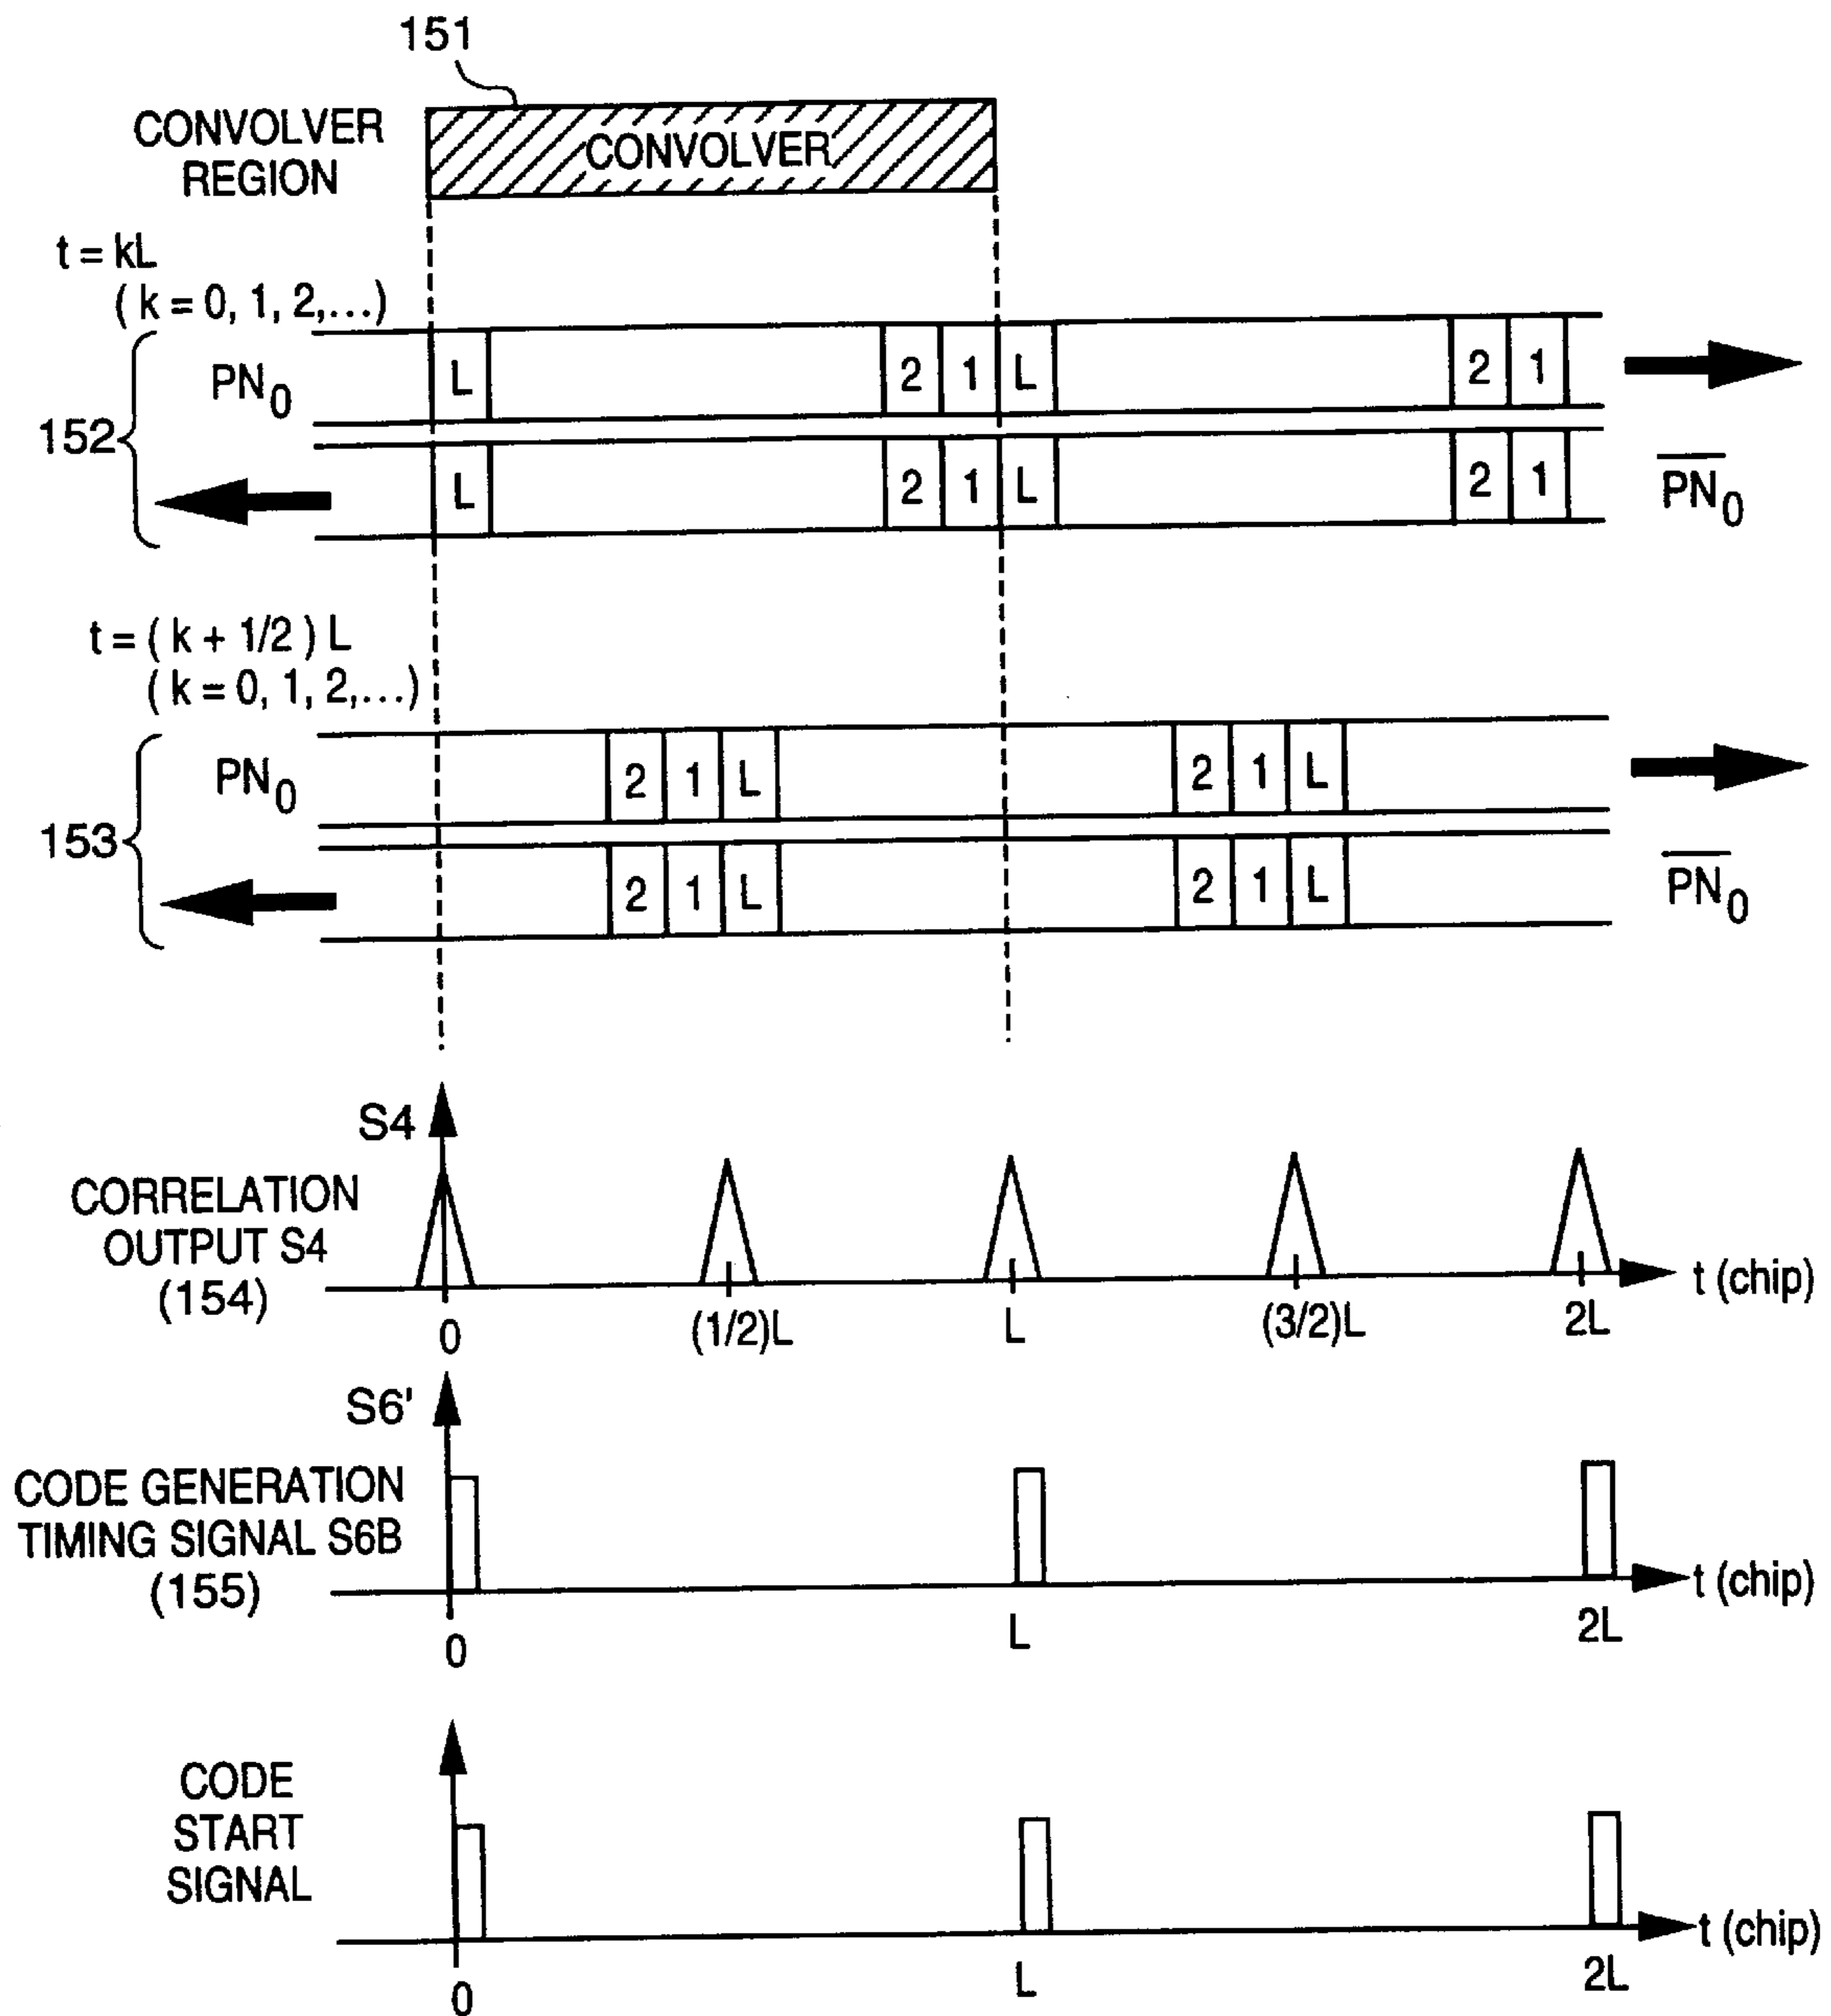 151
CONVOLVER
REGION
CONVOLVER
t = kL
( k = 0, 1, 2,...)
152
PN0
L
2 1 L
2 1
L
2 1 L
2 1
P̅N̅0
t = ( k + 1/2 ) L
( k = 0, 1, 2,...)
153
PN0
2 1 L
2 1 L
2 1 L
2 1 L
P̅N̅0
S4
CORRELATION
OUTPUT S4
(154)
t (chip)
0 (1/2)L L (3/2)L 2L
S6'
CODE GENERATION
TIMING SIGNAL S6B
(155)
t (chip)
0 L 2L
CODE
START
SIGNAL
t (chip)
0 L 2L